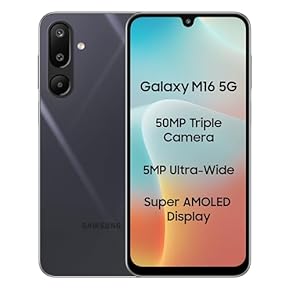 Galaxy M16 5G
50MP Triple
Camera
5MP Ultra-Wide
Super AMOLED
Display
SAMSUNG